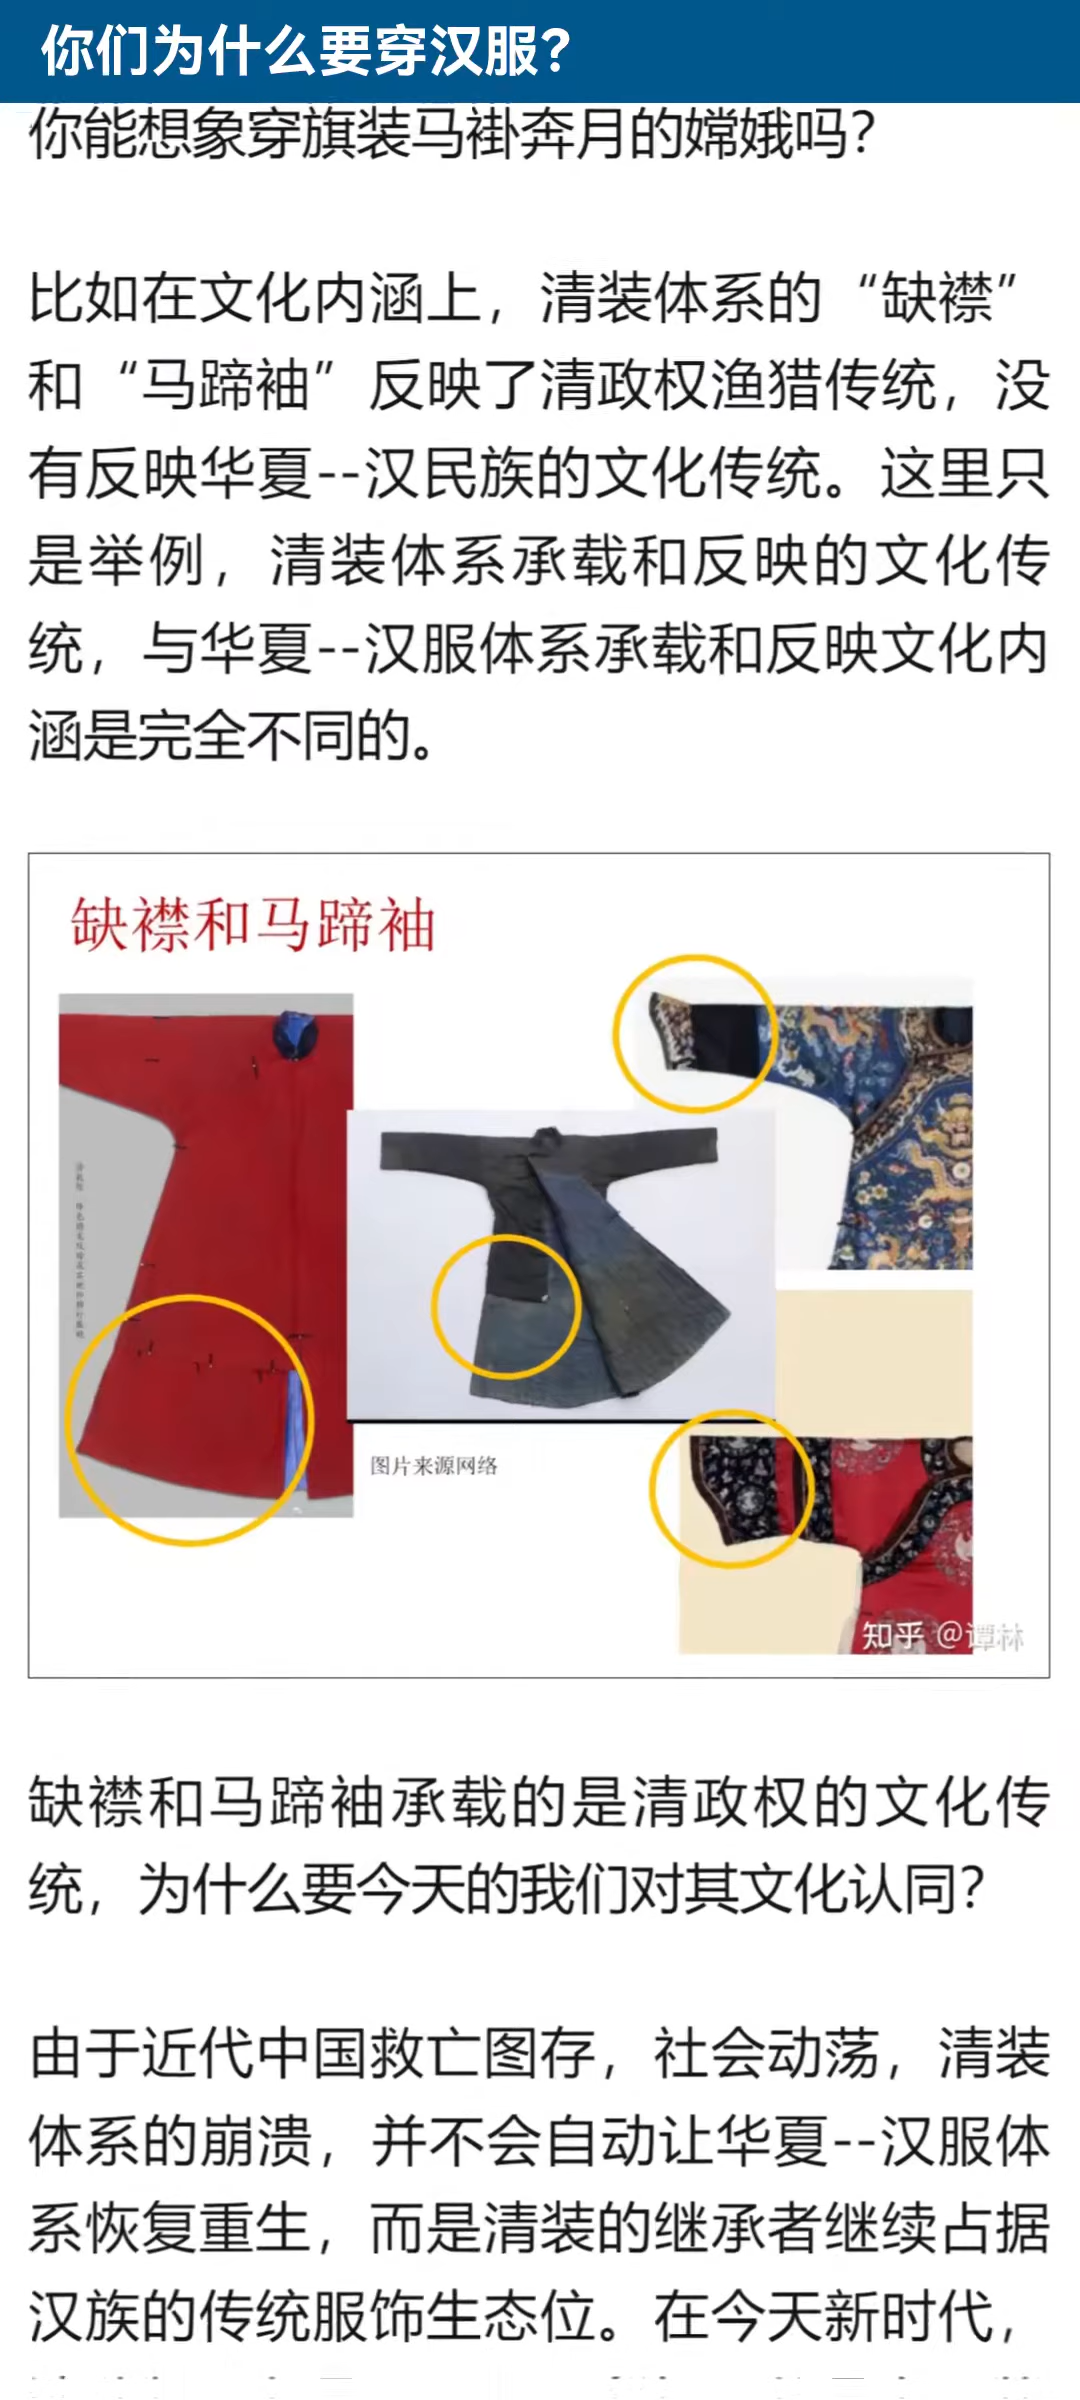 你们为什么要穿汉服？
你能想象穿旗装马褂奔月的嫦娥吗？
比如在文化内涵上，清装体系的“缺襟”
和“马蹄袖”反映了清政权渔猎传统，没
有反映华夏--汉民族的文化传统。这里只
是举例，清装体系承载和反映的文化传
统，与华夏--汉服体系承载和反映文化内
涵是完全不同的。
缺襟和马蹄袖
图片来源网络
知乎 @谭林
缺襟和马蹄袖承载的是清政权的文化传
统，为什么要今天的我们对其文化认同？
由于近代中国救亡图存，社会动荡，清装
体系的崩溃，并不会自动让华夏--汉服体
系恢复重生，而是清装的继承者继续占据
汉族的传统服饰生态位。在今天新时代，